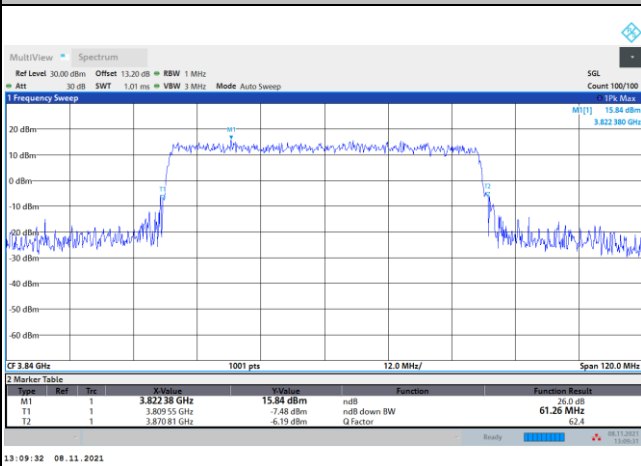 MultiView Spectrum
Ref Level 30.00 dBm Offset 13.20 dB RBW 1 MHz SGL
Att 30 dB SWT 1.01 ms VBW 3 MHz Mode Auto Sweep Count 100/100
1 Frequency Sweep 1Pk Max
M1[1] 15.84 dBm
3.822 380 GHz
20 dBm
M1
10 dBm
0 dBm
T1
T2
-10 dBm
-20 dBm
-30 dBm
-40 dBm
-50 dBm
-60 dBm
CF 3.84 GHz 1001 pts 12.0 MHz/ Span 120.0 MHz
2 Marker Table
Type Ref Trc X-Value Y-Value Function Function Result
M1 1 3.822 38 GHz 15.84 dBm ndB 26.0 dB
T1 1 3.809 55 GHz -7.48 dBm ndB down BW 61.26 MHz
T2 1 3.870 81 GHz -6.19 dBm Q Factor 62.4
Ready 08.11.2021
13:09:31
13:09:32 08.11.2021